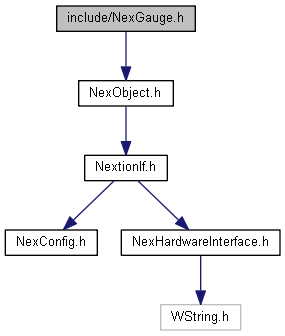 include/NexGauge.h
NexObject.h
NextionIf.h
NexConfig.h
NexHardwareInterface.h
WString.h